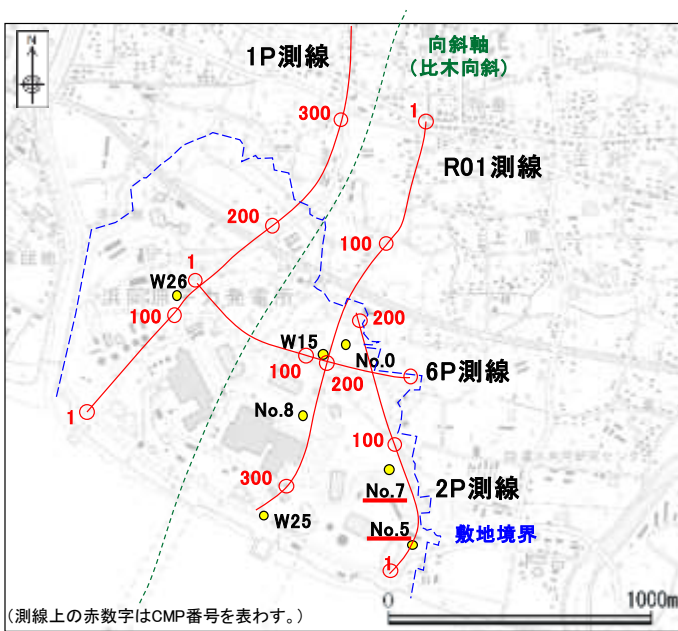 N
1P測線
向斜軸
(比木向斜)
300
1
R01測線
200
100
1
W26
100
200
W15
No.0
100
200
6P測線
1
No.8
100
300
No.7
2P測線
W25
No.5
敷地境界
1
(測線上の赤数字はCMP番号を表わす。)
0
1000m